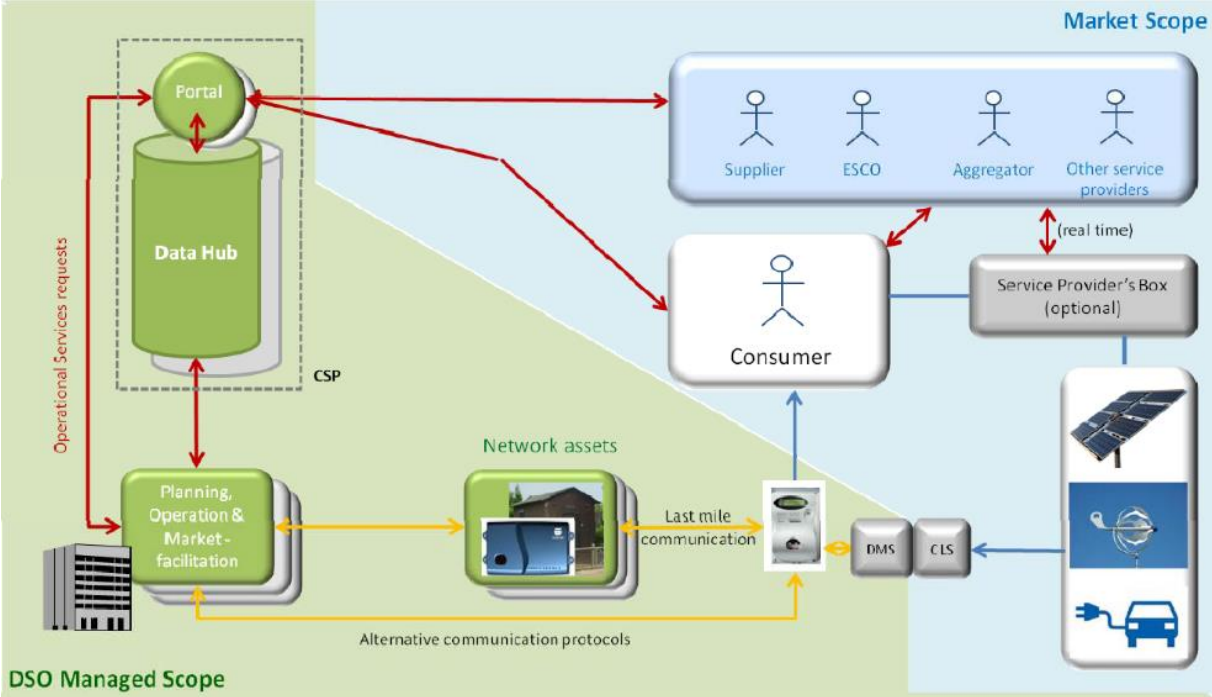 Market Scope
Portal
Supplier
ESCO
Aggregator
Other service
providers
Data Hub
(real time)
Service Provider's Box
(optional)
Consumer
CSP
Operational Services requests
Network assets
Planning,
Operation &
Market-
facilitation
Last mile
communication
DMS
CLS
Alternative communication protocols
DSO Managed Scope